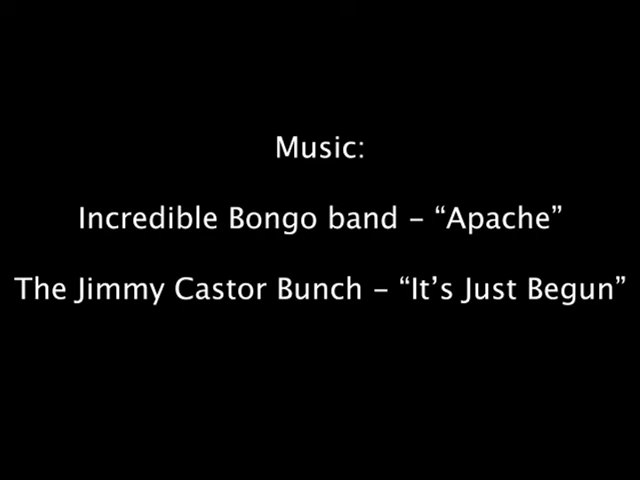 Music:
Incredible Bongo band – “Apache”
The Jimmy Castor Bunch – “It’s Just Begun”